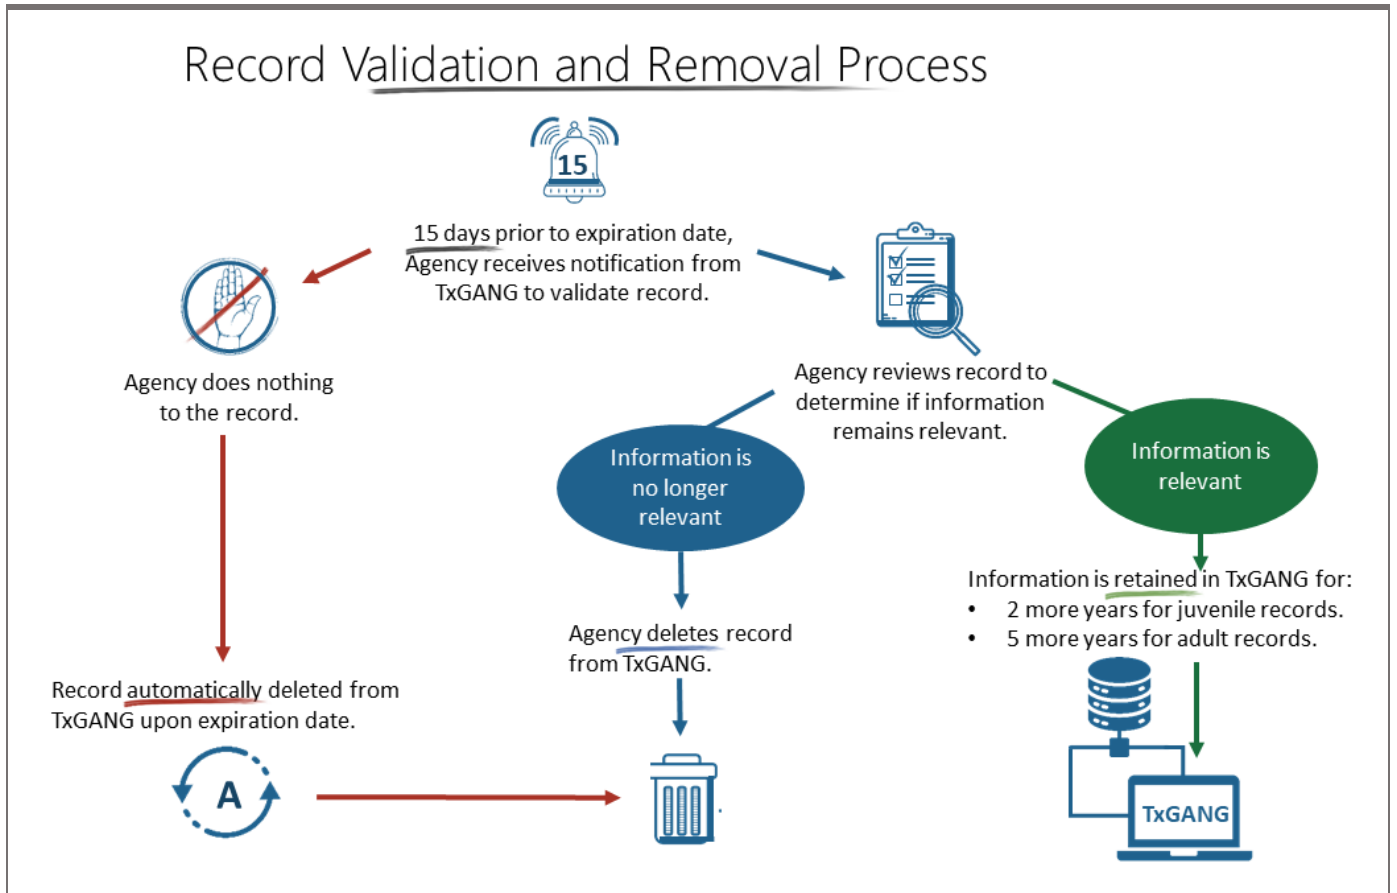 Record Validation and Removal Process
15
15 days prior to expiration date,
Agency receives notification from
TxGANG to validate record.
Agency does nothing
to the record.
Agency reviews record to
determine if information
remains relevant.
Information is
no longer
relevant
Information is
relevant
Information is retained in TxGANG for:
• 2 more years for juvenile records.
• 5 more years for adult records.
Agency deletes record
from TxGANG.
Record automatically deleted from
TxGANG upon expiration date.
A
TxGANG